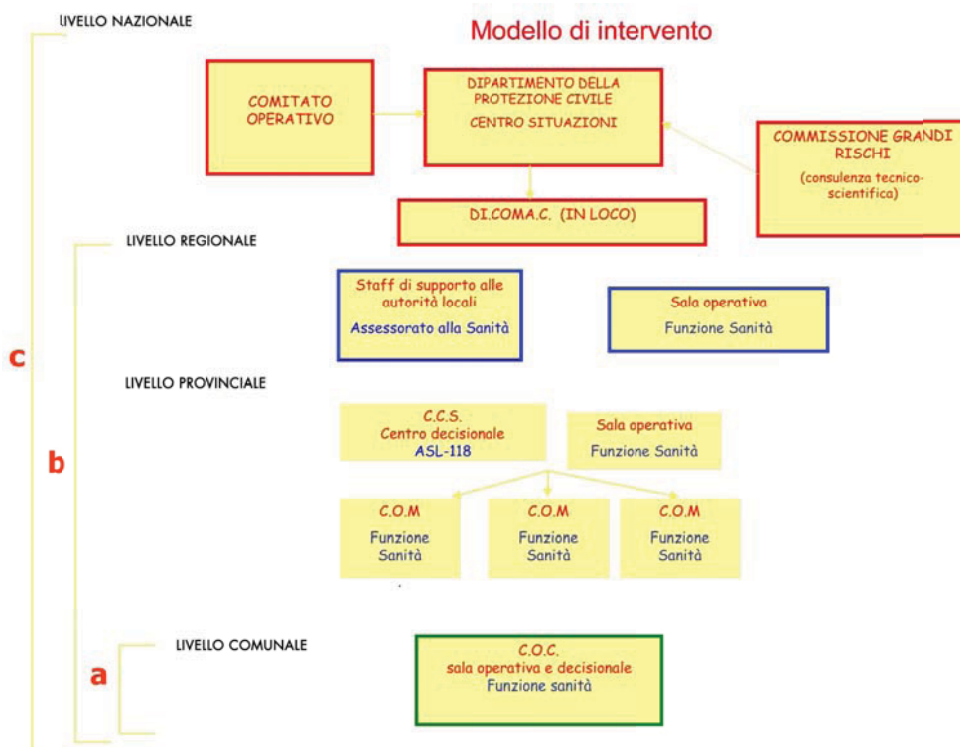 LIVELLO NAZIONALE
Modello di intervento
COMITATO
OPERATIVO
DIPARTIMENTO DELLA
PROTEZIONE CIVILE
CENTRO SITUAZIONI
COMMISSIONE GRANDI
RISCHI
(consulenza tecnico-
scientifica)
DI.COMA.C. (IN LOCO)
LIVELLO REGIONALE
Staff di supporto alle
autorità locali
Assessorato alla Sanità
Sala operativa
Funzione Sanità
c
LIVELLO PROVINCIALE
C.C.S.
Centro decisionale
ASL-118
Sala operativa
Funzione Sanità
b
C.O.M
Funzione
Sanità
C.O.M
Funzione
Sanità
C.O.M
Funzione
Sanità
LIVELLO COMUNALE
a
C.O.C.
sala operativa e decisionale
Funzione sanità